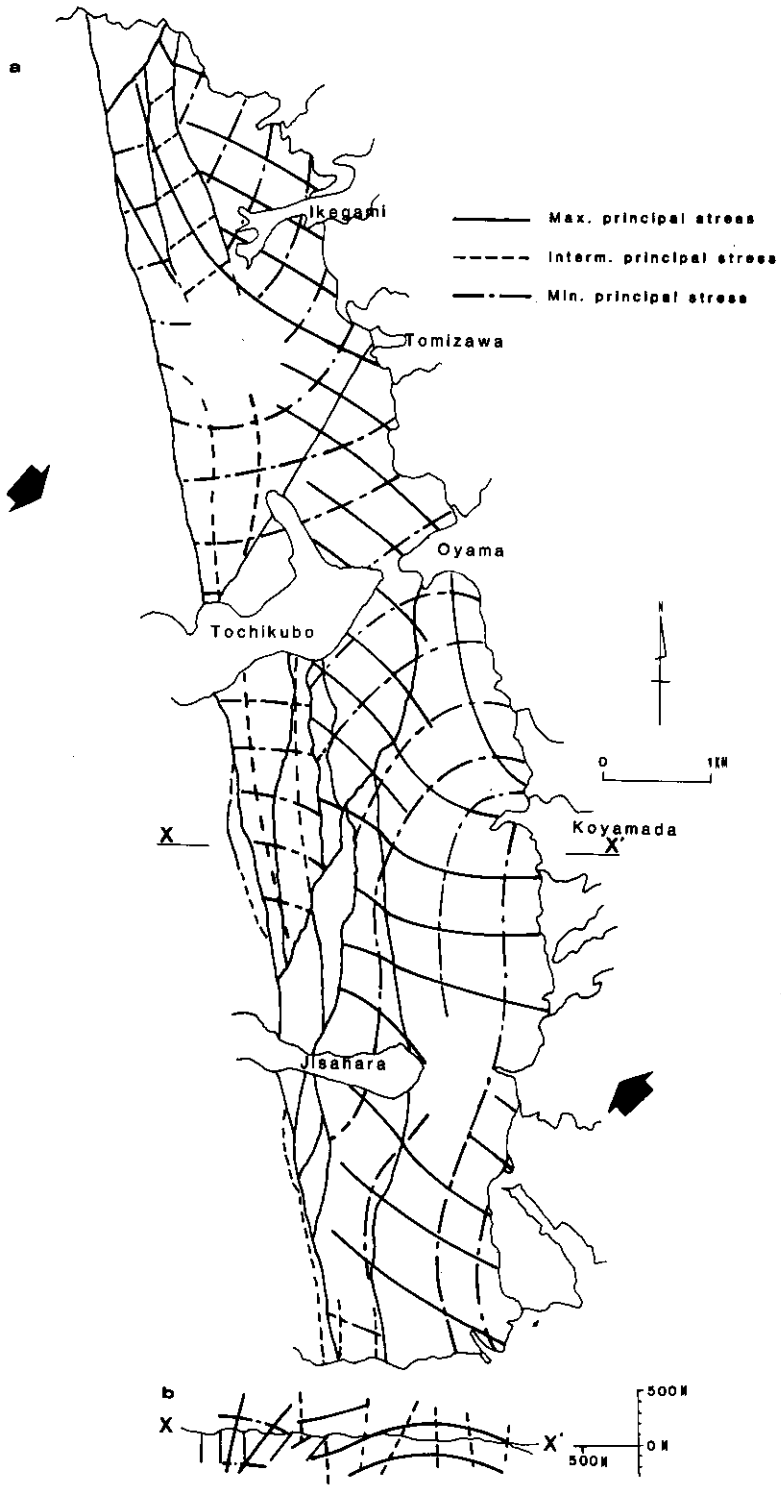 a
Ikegami
Max. principal stress
Interm. principal stress
Min. principal stress
Tomizawa
Oyama
Tochikubo
N
0 1KM
Koyamada
X X'
Jisahara
b
500M
X X' 0M
500M